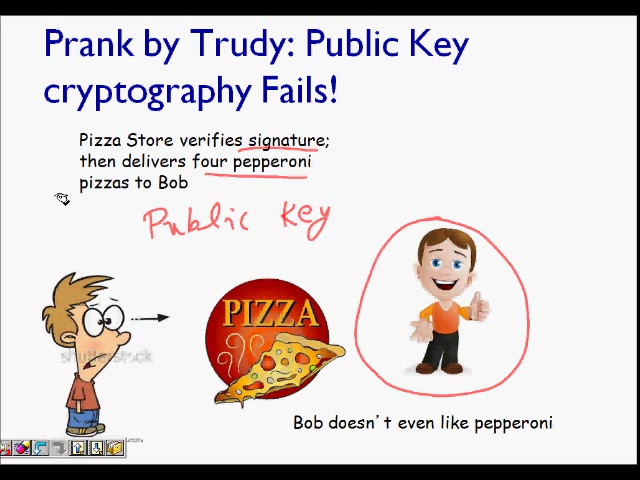 Prank by Trudy: Public Key
cryptography Fails!
Pizza Store verifies signature;
then delivers four pepperoni
pizzas to Bob
Public Key
PIZZA
shutterstock
Bob doesn't even like pepperoni